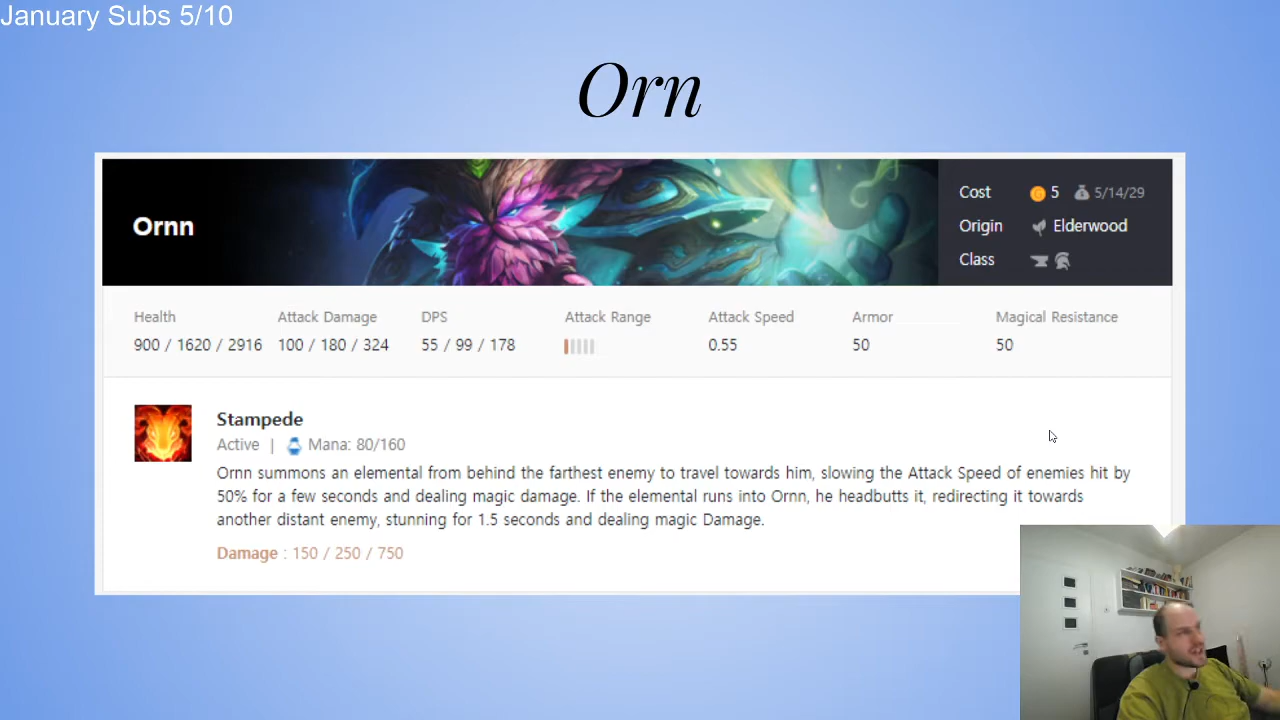 January Subs 5/10
Orn
Ornn
Cost 5 5/14/29
Origin Elderwood
Class
Health Attack Damage DPS Attack Range Attack Speed Armor Magical Resistance
900 / 1620 / 2916 100 / 180 / 324 55 / 99 / 178 0.55 50 50
Stampede
Active | Mana: 80/160
Ornn summons an elemental from behind the farthest enemy to travel towards him, slowing the Attack Speed of enemies hit by
50% for a few seconds and dealing magic damage. If the elemental runs into Ornn, he headbutts it, redirecting it towards
another distant enemy, stunning for 1.5 seconds and dealing magic Damage.
Damage : 150 / 250 / 750